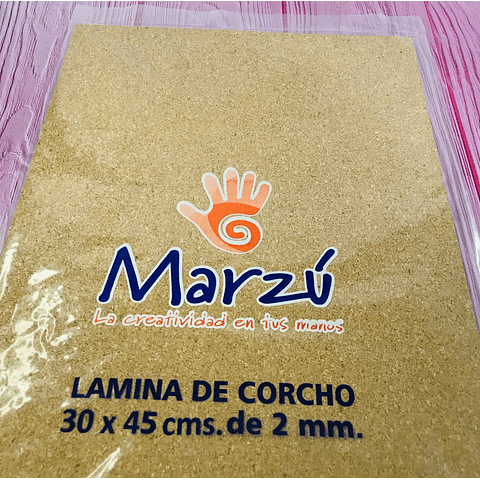 Marzú
La creatividad en tus manos
LAMINA DE CORCHO
30 x 45 cms. de 2 mm.